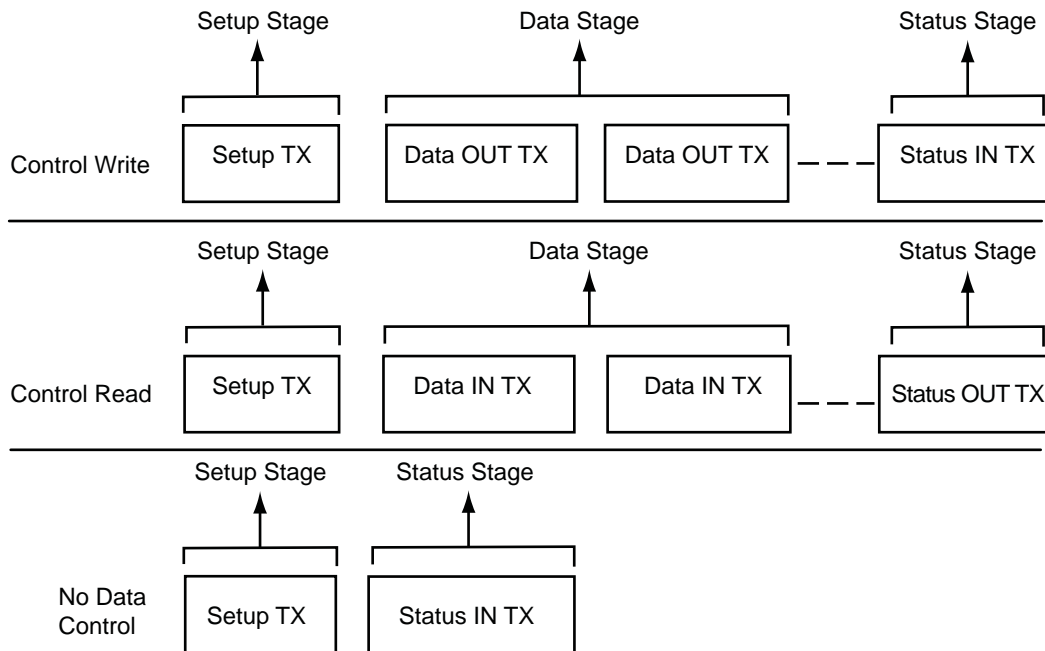 Setup Stage Data Stage Status Stage
Control Write Setup TX Data OUT TX Data OUT TX Status IN TX
Setup Stage Data Stage Status Stage
Control Read Setup TX Data IN TX Data IN TX Status OUT TX
Setup Stage Status Stage
No Data
Control
Setup TX Status IN TX